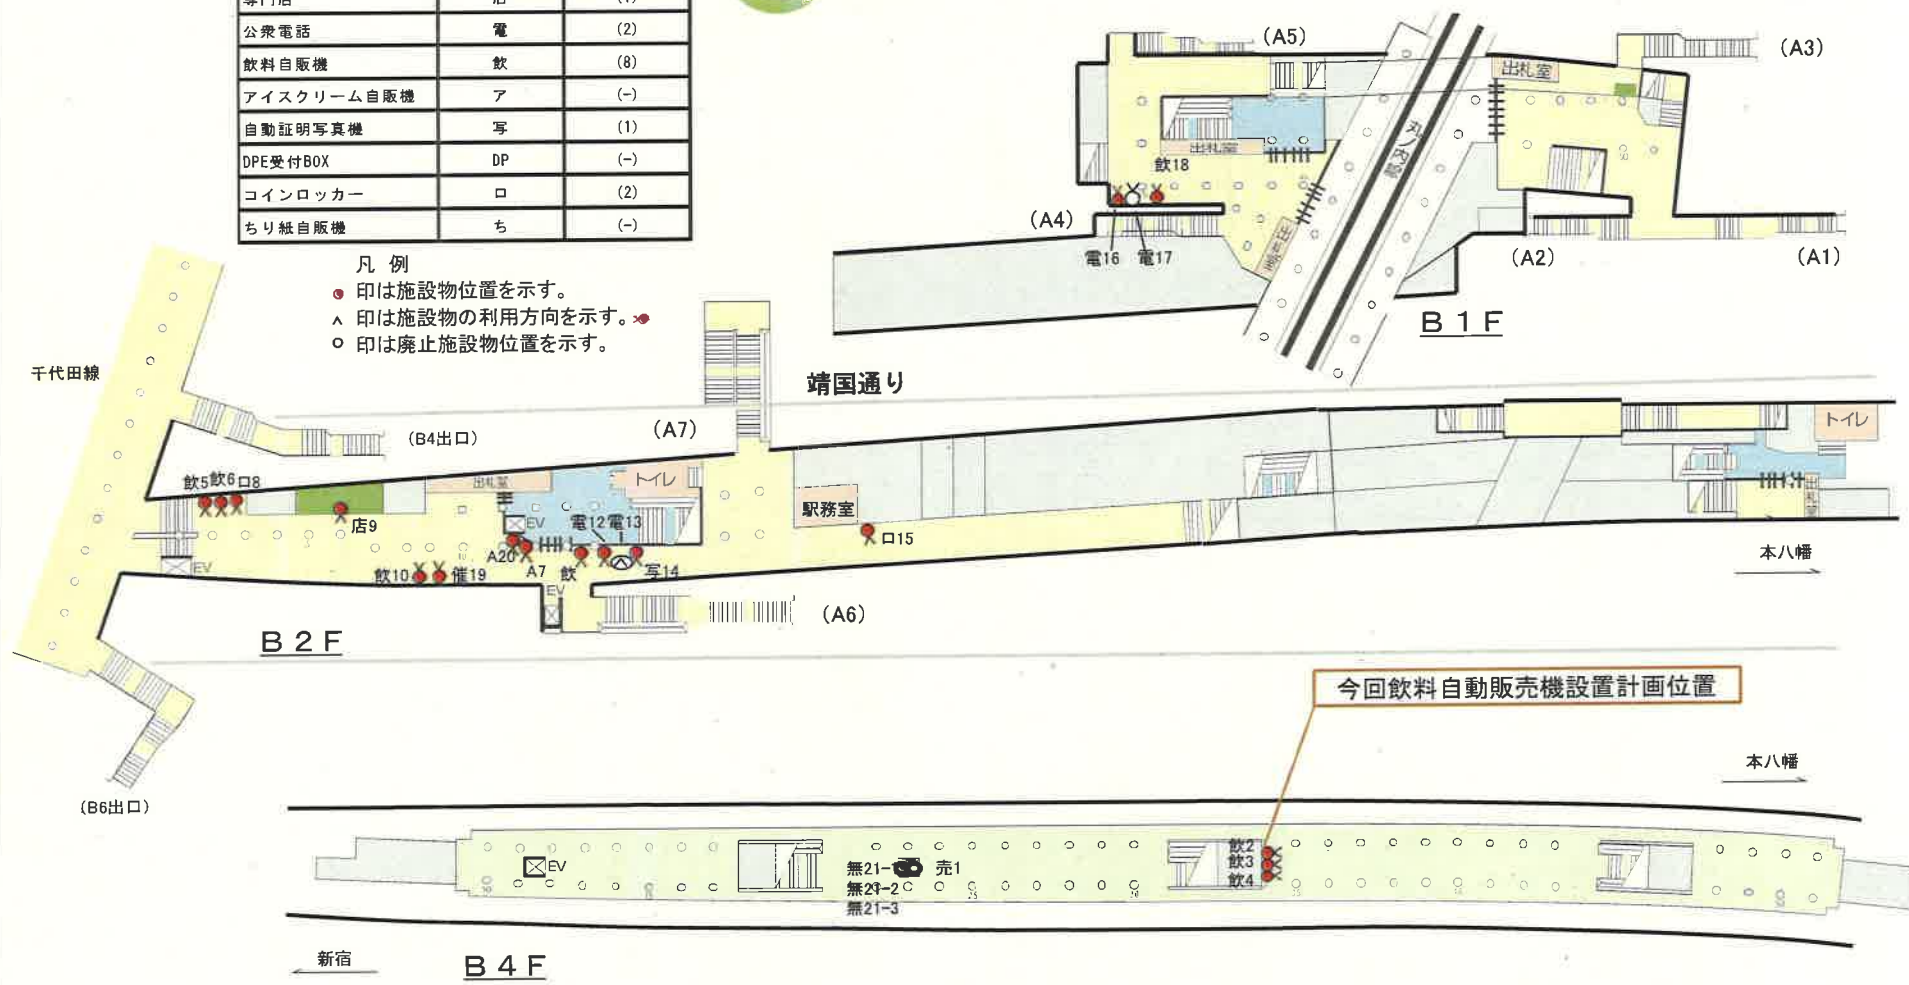 専門店 店 (1)
公衆電話 電 (2)
飲料自販機 飲 (8)
アイスクリーム自販機 ア (-)
自動証明写真機 写 (1)
DPE受付BOX DP (-)
コインロッカー ロ (2)
ちり紙自販機 ち (-)
凡 例
印は施設物位置を示す。
∧ 印は施設物の利用方向を示す。
○ 印は廃止施設物位置を示す。
(A5)
(A3)
出札室
丸ノ内線
出札室
飲18
(A4)
電16 電17
出札室
(A2)
(A1)
B1F
千代田線
靖国通り
(B4出口)
(A7)
トイレ
飲5 飲6 ロ8
出札室
トイレ
駅務室
出札室
店9
EV
電12 電13
ロ15
A20
A7
飲
写14
EV
飲10
催19
EV
本八幡
(A6)
B2F
今回飲料自動販売機設置計画位置
(B6出口)
本八幡
EV
無21-1
売1
無21-2
無21-3
飲2
飲3
飲4
新宿
B4F